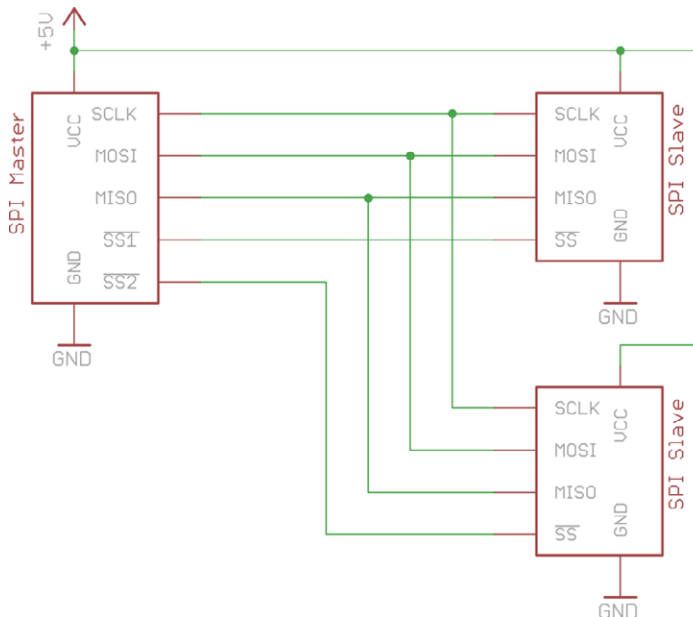 +5V
SPI Master
VCC
GND
SCLK
MOSI
MISO
SS1
SS2
GND
SPI Slave
SCLK
MOSI
MISO
SS
VCC
GND
GND
SPI Slave
SCLK
MOSI
MISO
SS
VCC
GND
GND